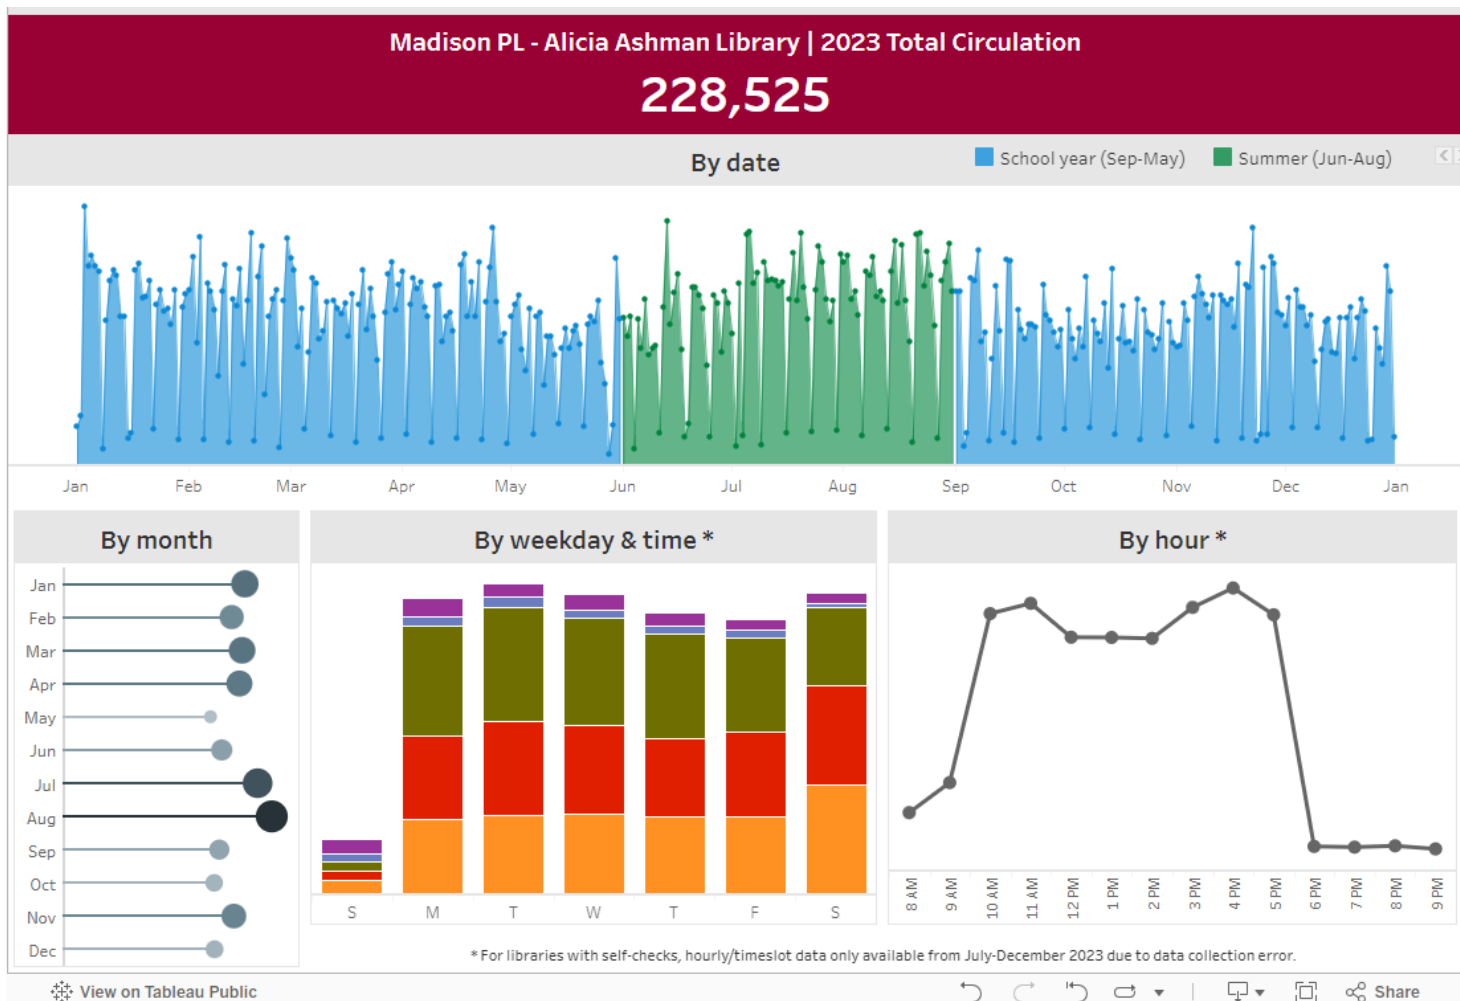 Madison PL - Alicia Ashman Library | 2023 Total Circulation
228,525
By date
School year (Sep-May) Summer (Jun-Aug)
Jan Feb Mar Apr May Jun Jul Aug Sep Oct Nov Dec Jan
By month
Jan
Feb
Mar
Apr
May
Jun
Jul
Aug
Sep
Oct
Nov
Dec
By weekday & time *
S M T W T F S
By hour *
8 AM 9 AM 10 AM 11 AM 12 PM 1 PM 2 PM 3 PM 4 PM 5 PM 6 PM 7 PM 8 PM 9 PM
* For libraries with self-checks, hourly/timeslot data only available from July-December 2023 due to data collection error.
View on Tableau Public Share